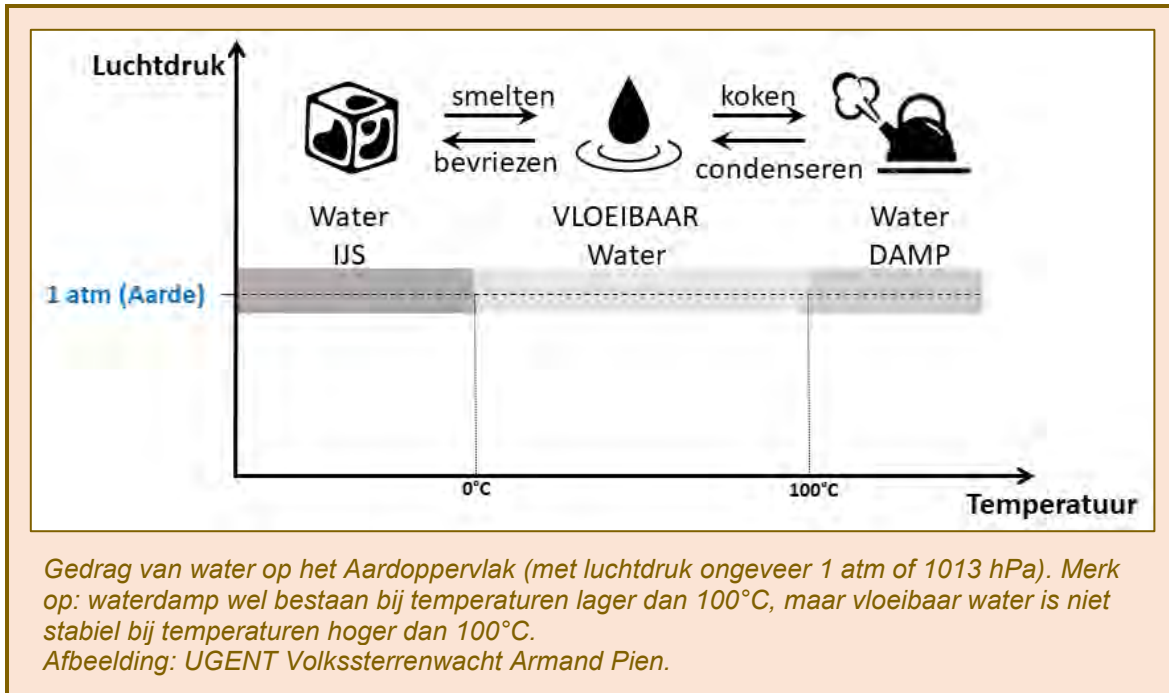 Luchtdruk
smelten
koken
bevriezen
condenseren
Water
IJS
VLOEIBAAR
Water
Water
DAMP
1 atm (Aarde)
0°C
100°C
Temperatuur
Gedrag van water op het Aardoppervlak (met luchtdruk ongeveer 1 atm of 1013 hPa). Merk
op: waterdamp wel bestaan bij temperaturen lager dan 100°C, maar vloeibaar water is niet
stabiel bij temperaturen hoger dan 100°C.
Afbeelding: UGENT Volkssterrenwacht Armand Pien.